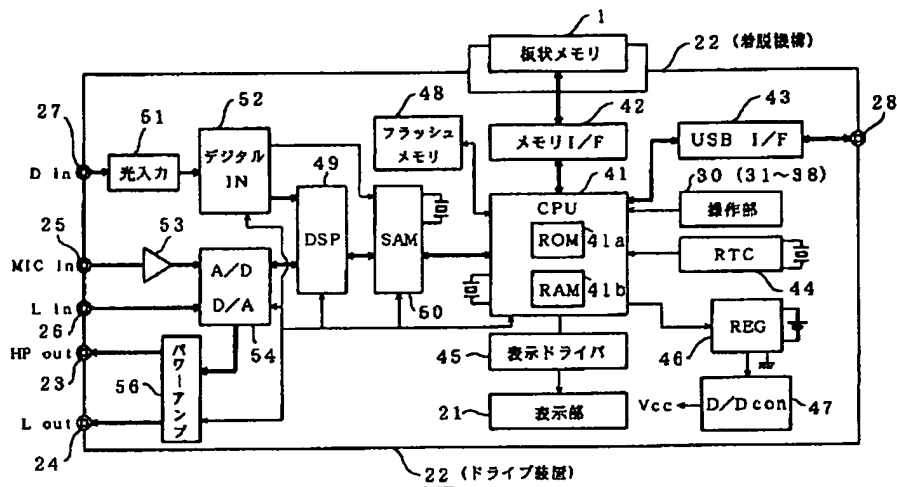 1
板状メモリ
22 (着脱機構)
27
51
52
48
42
43
28
フラッシュ
メモリ
メモリI/F
USB I/F
D in
光入力
デジタル
IN
49
41
30 (31〜38)
CPU
操作部
25
53
DSP
SAM
ROM
41a
RTC
MIC in
A/D
D/A
RAM
41b
44
L in
26
50
54
45
46
REG
HP out
23
56
パワーアンプ
表示ドライバ
L out
24
21
表示部
Vcc
D/Dcon
47
22 (ドライブ装置)